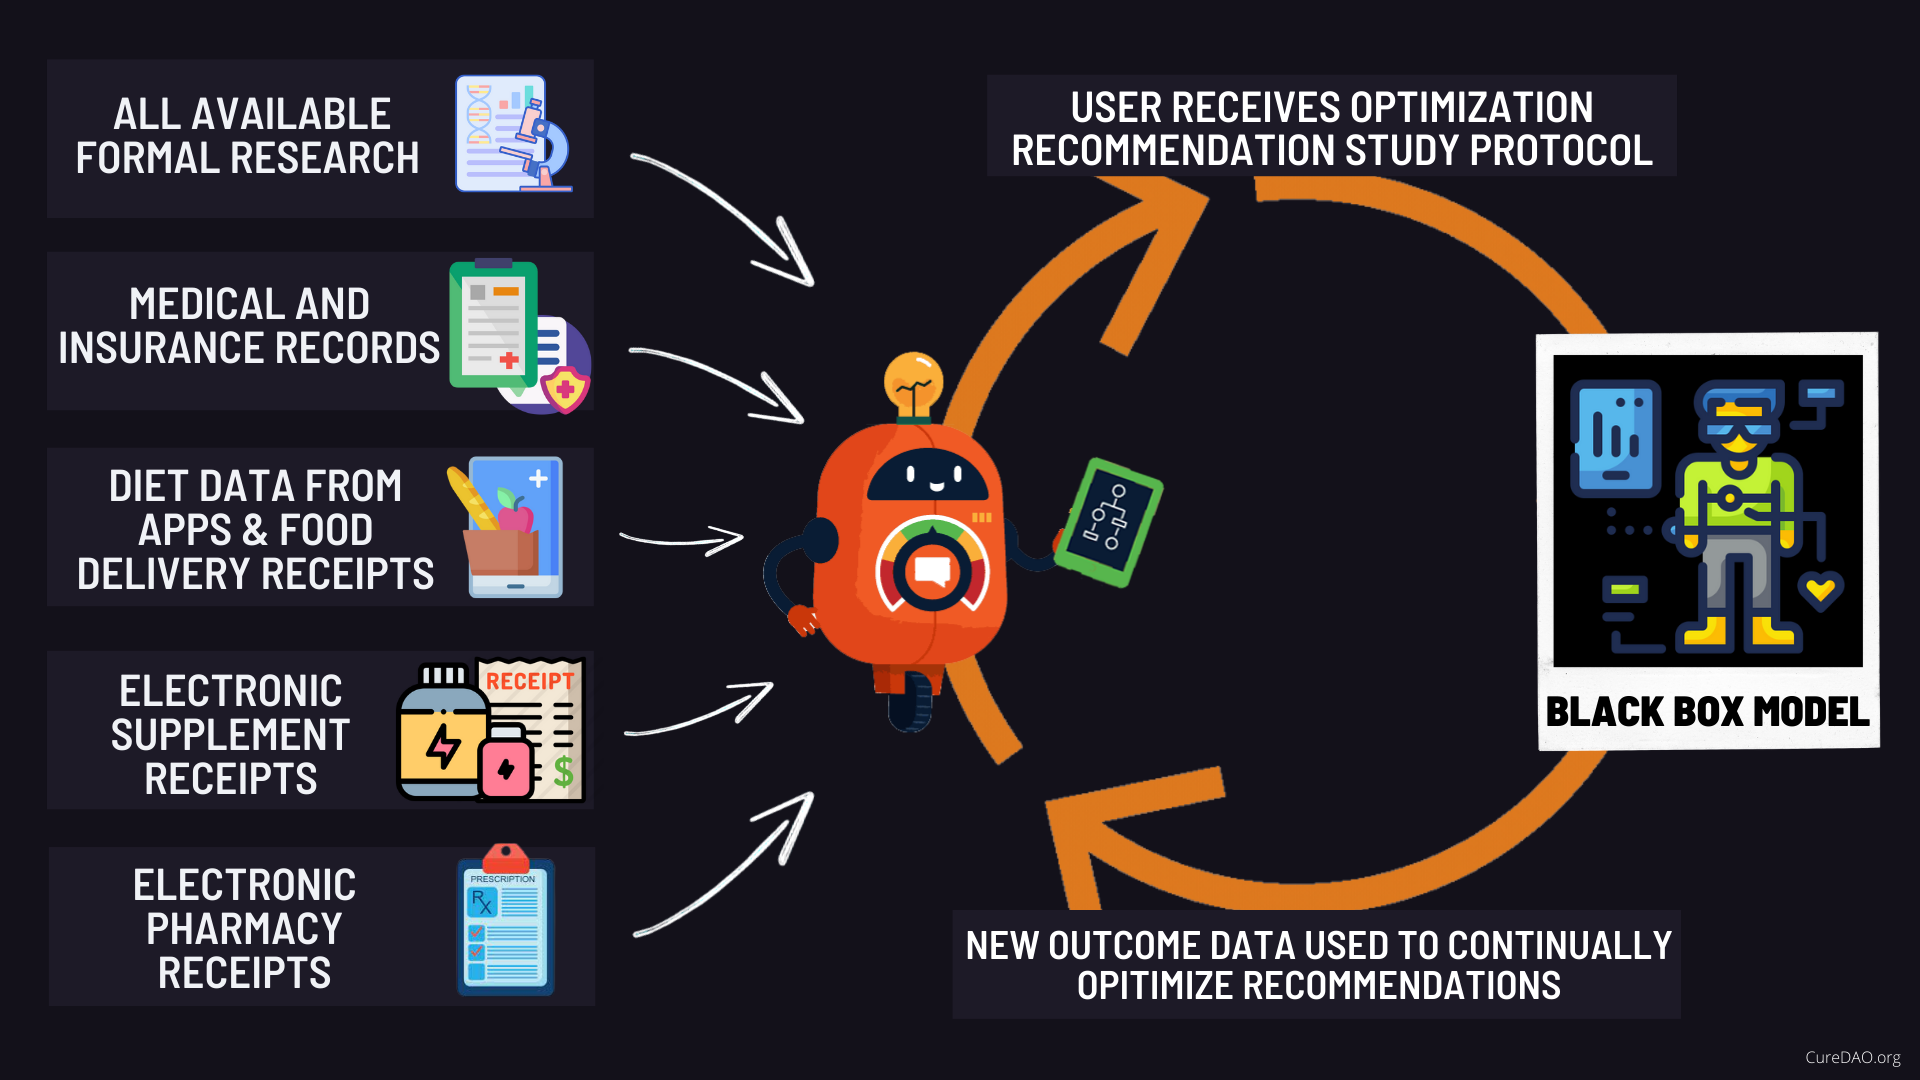 ALL AVAILABLE
FORMAL RESEARCH
MEDICAL AND
INSURANCE RECORDS
DIET DATA FROM
APPS & FOOD
DELIVERY RECEIPTS
ELECTRONIC
SUPPLEMENT
RECEIPTS
RECEIPT
$
ELECTRONIC
PHARMACY
RECEIPTS
PRESCRIPTION
Rx
USER RECEIVES OPTIMIZATION
RECOMMENDATION STUDY PROTOCOL
BLACK BOX MODEL
NEW OUTCOME DATA USED TO CONTINUALLY
OPITIMIZE RECOMMENDATIONS
CureDAO.org